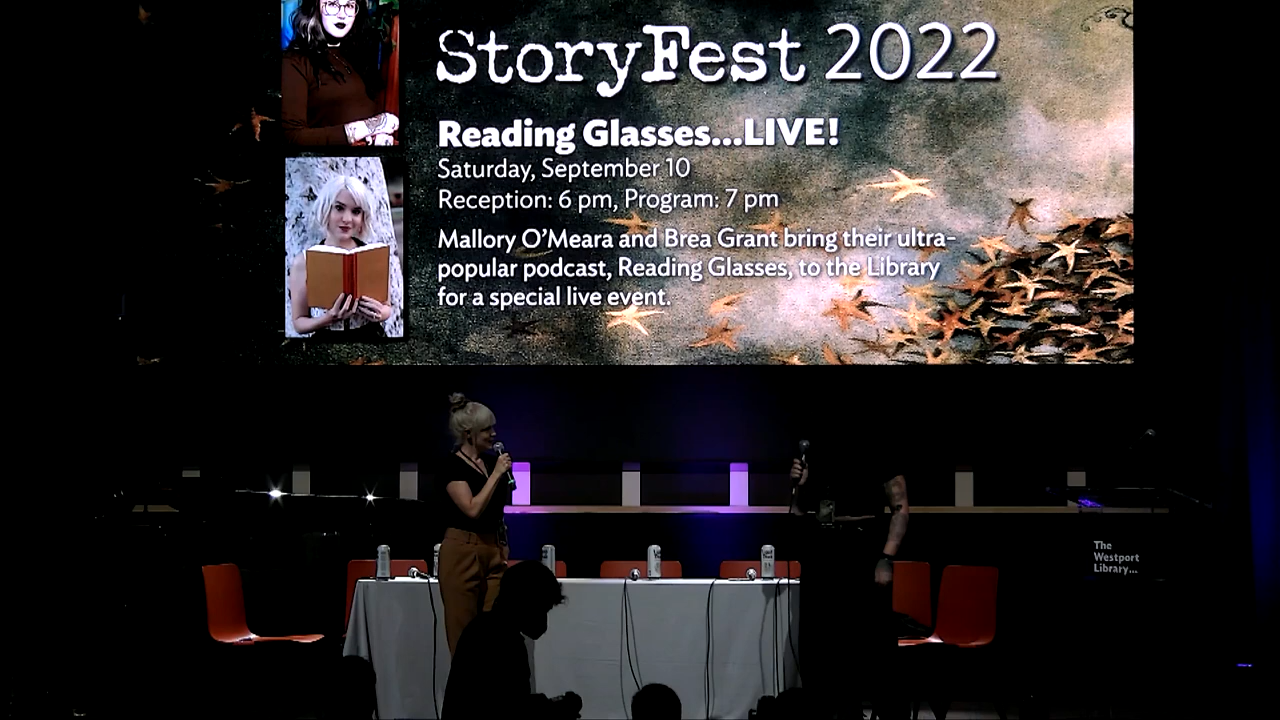 StoryFest 2022
Reading Glasses...LIVE!
Saturday, September 10
Reception: 6 pm, Program: 7 pm
Mallory O'Meara and Brea Grant bring their ultra-
popular podcast, Reading Glasses, to the Library
for a special live event.
The
Westport
Library...